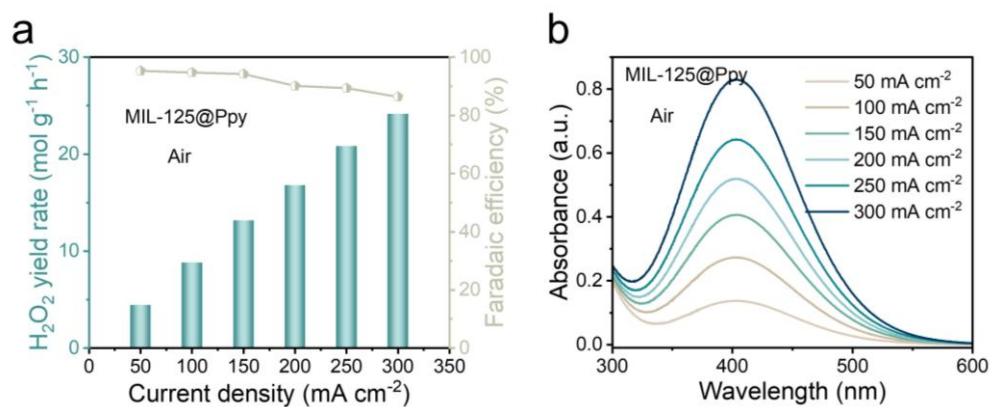 a
H₂O₂ yield rate (mol g⁻¹ h⁻¹)
30
20
10
0
MIL-125@Ppy
Air
100
80
60
40
20
0
Faradaic efficiency (%)
0 50 100 150 200 250 300 350
Current density (mA cm⁻²)
b
Absorbance (a.u.)
0.8
0.6
0.4
0.2
0.0
MIL-125@Ppy
Air
50 mA cm⁻²
100 mA cm⁻²
150 mA cm⁻²
200 mA cm⁻²
250 mA cm⁻²
300 mA cm⁻²
300 400 500 600
Wavelength (nm)